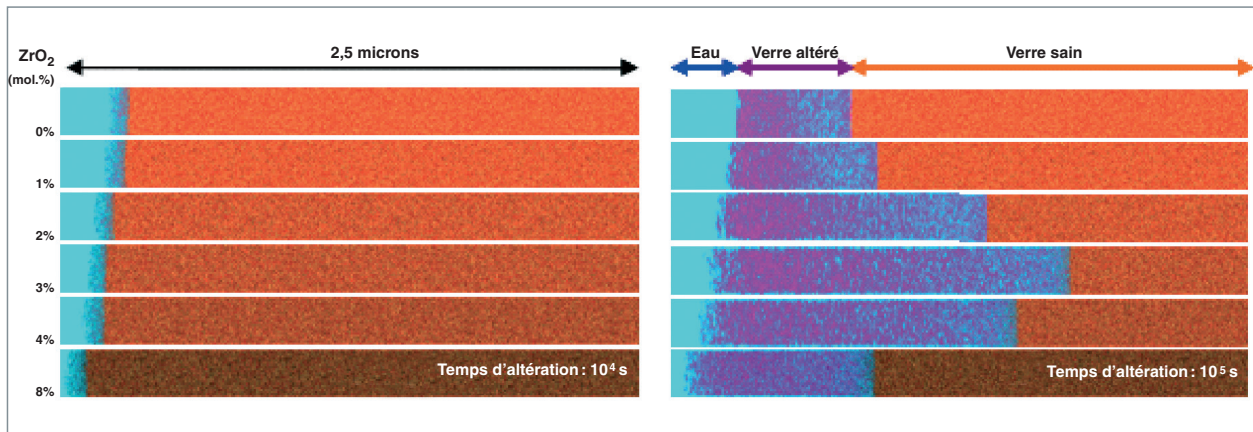 ZrO2
(mol.%)
2,5 microns
Eau
Verre altéré
Verre sain
0%
1%
2%
3%
4%
8%
Temps d’altération : 10⁴ s
Temps d’altération : 10⁵ s